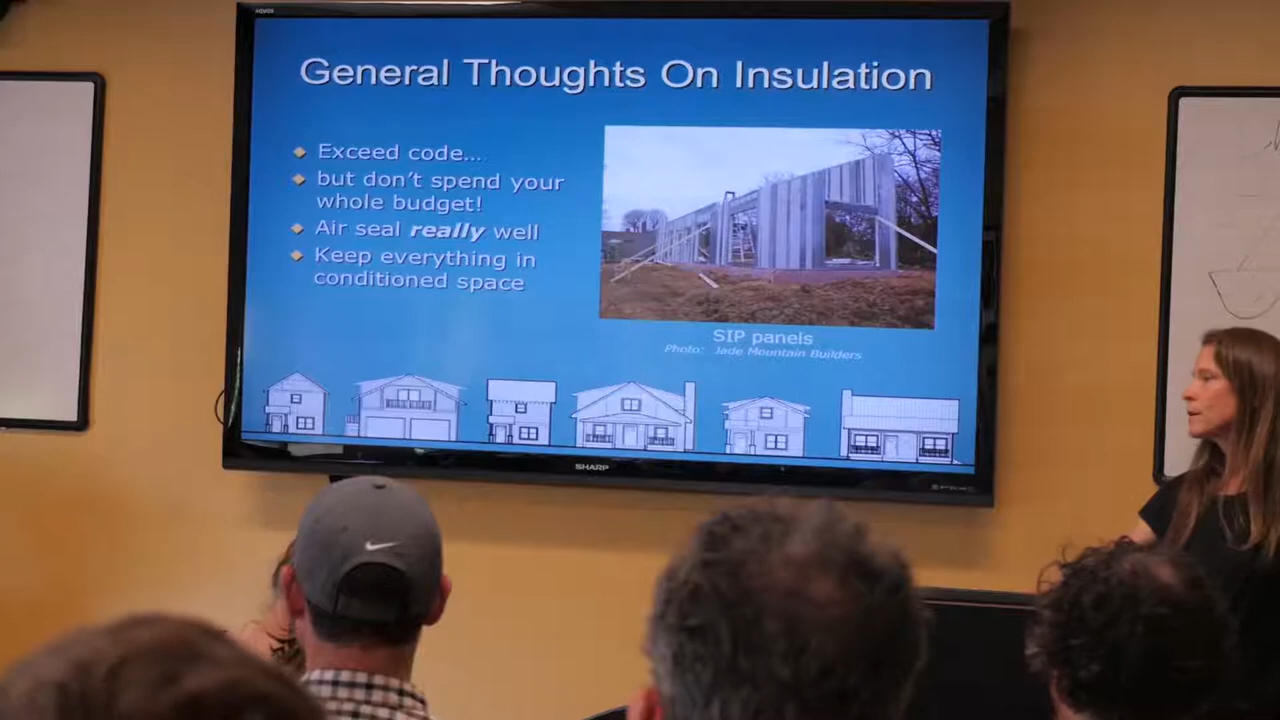 AQUOS
General Thoughts On Insulation
Exceed code...
but don't spend your
whole budget!
Air seal really well
Keep everything in
conditioned space
SIP panels
Photo: Jade Mountain Builders
SHARP